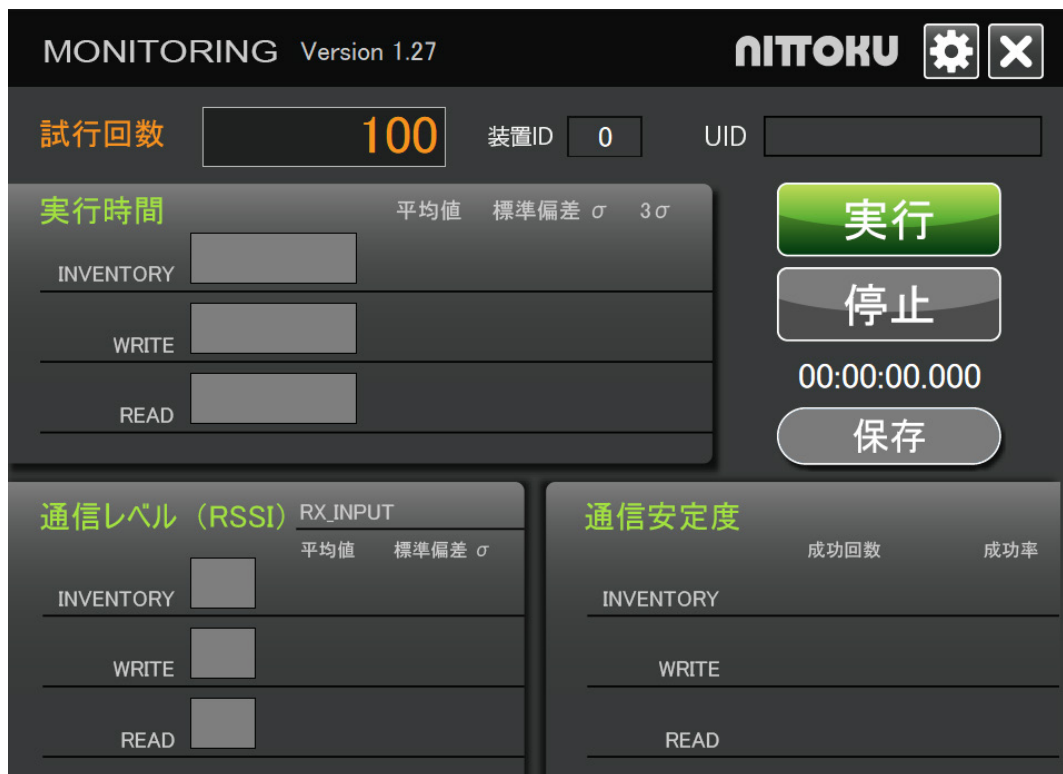 MONITORING Version 1.27 NITTOKU
試行回数 100 装置ID 0 UID
実行時間 平均値 標準偏差 σ 3σ
INVENTORY
WRITE
READ
実行
停止
00:00:00.000
保存
通信レベル (RSSI) RX_INPUT
平均値 標準偏差 σ
INVENTORY
WRITE
READ
通信安定度
成功回数 成功率
INVENTORY
WRITE
READ